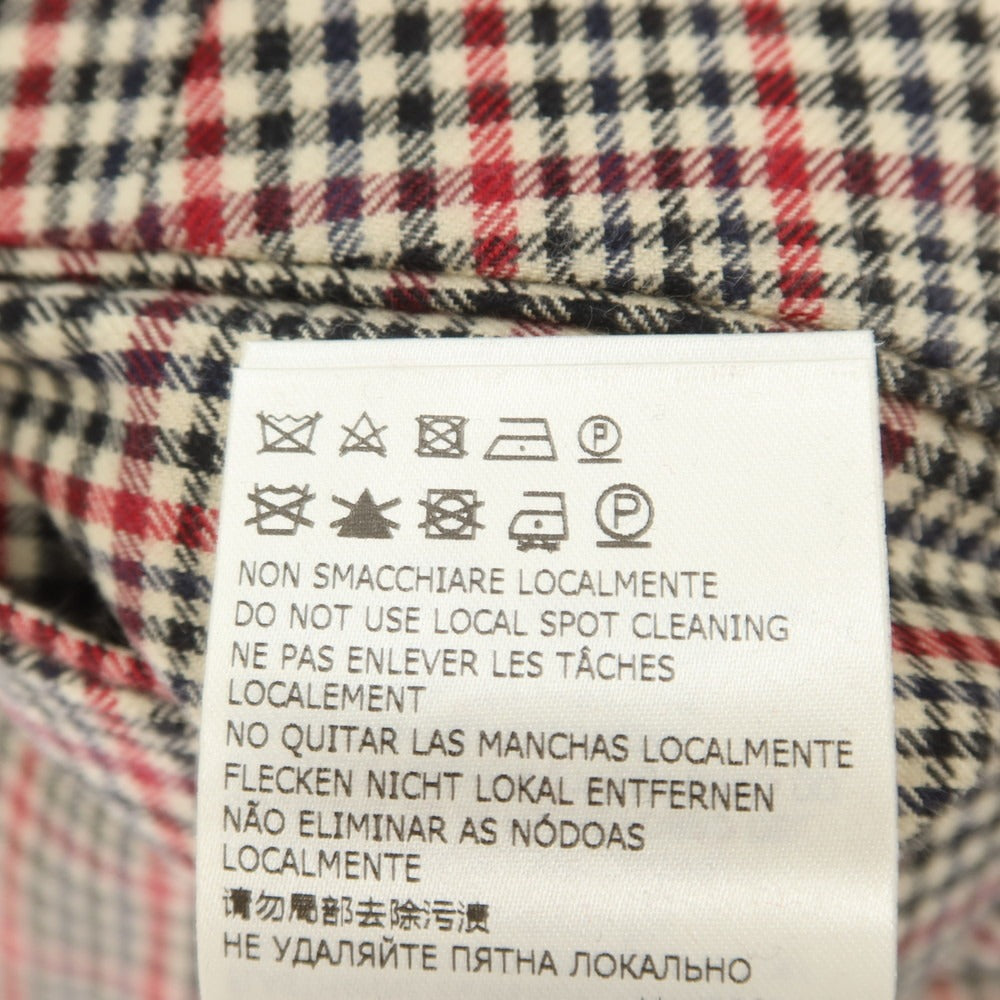 P
P
NON SMACCHIARE LOCALMENTE
DO NOT USE LOCAL SPOT CLEANING
NE PAS ENLEVER LES TÂCHES
LOCALEMENT
NO QUITAR LAS MANCHAS LOCALMENTE
FLECKEN NICHT LOKAL ENTFERNEN
NÃO ELIMINAR AS NÓDOAS
LOCALMENTE
请勿局部去除污渍
НЕ УДАЛЯЙТЕ ПЯТНА ЛОКАЛЬНО